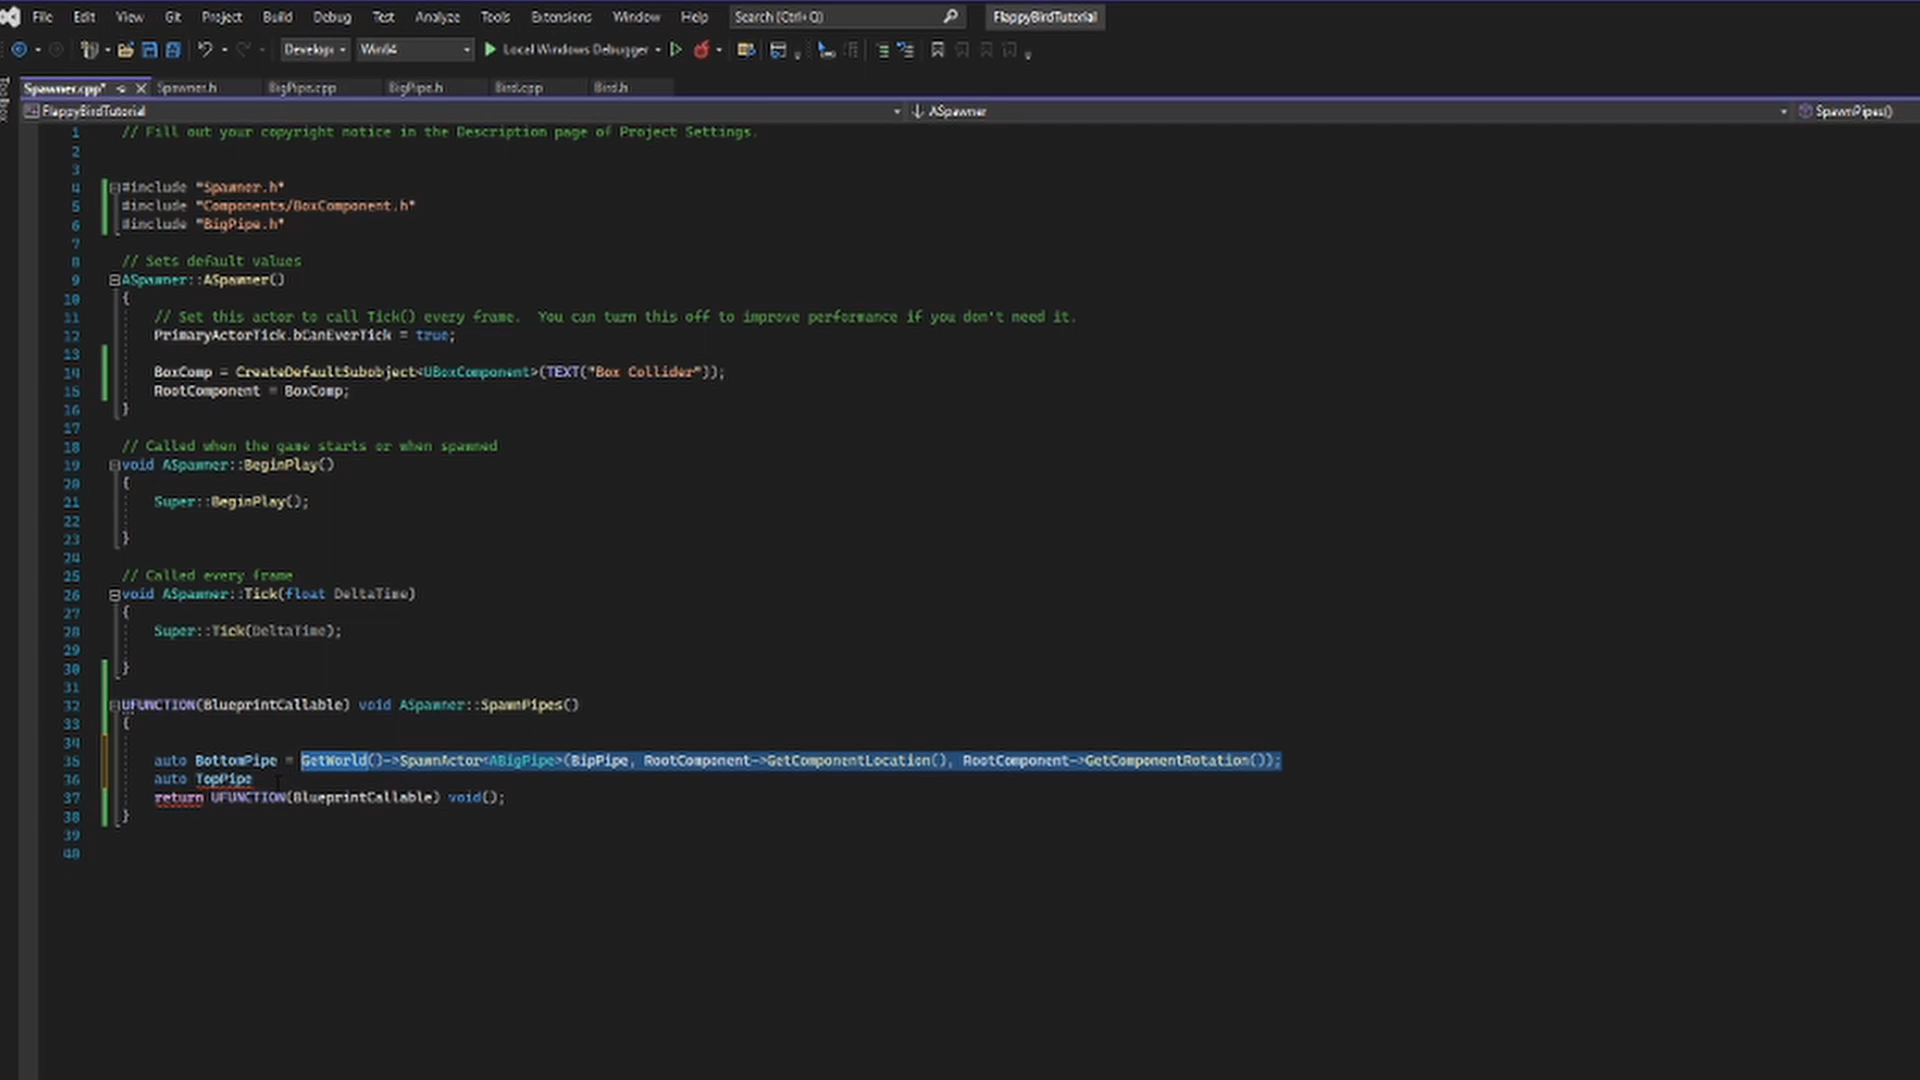 File Edit View Git Project Build Debug Test Analyze Tools Extensions Window Help Search (Ctrl+Q) FlappyBirdTutorial
Develop Win64 Local Windows Debugger
Spawner.cpp* Spawner.h BigPipe.cpp BigPipe.h Bird.cpp Bird.h
FlappyBirdTutorial ASpawner SpawnPipes()
1 // Fill out your copyright notice in the Description page of Project Settings.
2
3
4 #include "Spawner.h"
5 #include "Components/BoxComponent.h"
6 #include "BigPipe.h"
7
8 // Sets default values
9 ASpawner::ASpawner()
10 {
11 // Set this actor to call Tick() every frame.  You can turn this off to improve performance if you don't need it.
12 PrimaryActorTick.bCanEverTick = true;
13
14 BoxComp = CreateDefaultSubobject<UBoxComponent>(TEXT("Box Collider"));
15 RootComponent = BoxComp;
16 }
17
18 // Called when the game starts or when spawned
19 void ASpawner::BeginPlay()
20 {
21 Super::BeginPlay();
22
23 }
24
25 // Called every frame
26 void ASpawner::Tick(float DeltaTime)
27 {
28 Super::Tick(DeltaTime);
29
30 }
31
32 UFUNCTION(BlueprintCallable) void ASpawner::SpawnPipes()
33 {
34
35 auto BottomPipe = GetWorld()->SpawnActor<ABigPipe>(BipPipe, RootComponent->GetComponentLocation(), RootComponent->GetComponentRotation());
36 auto TopPipe
37 return UFUNCTION(BlueprintCallable) void();
38 }
39
40